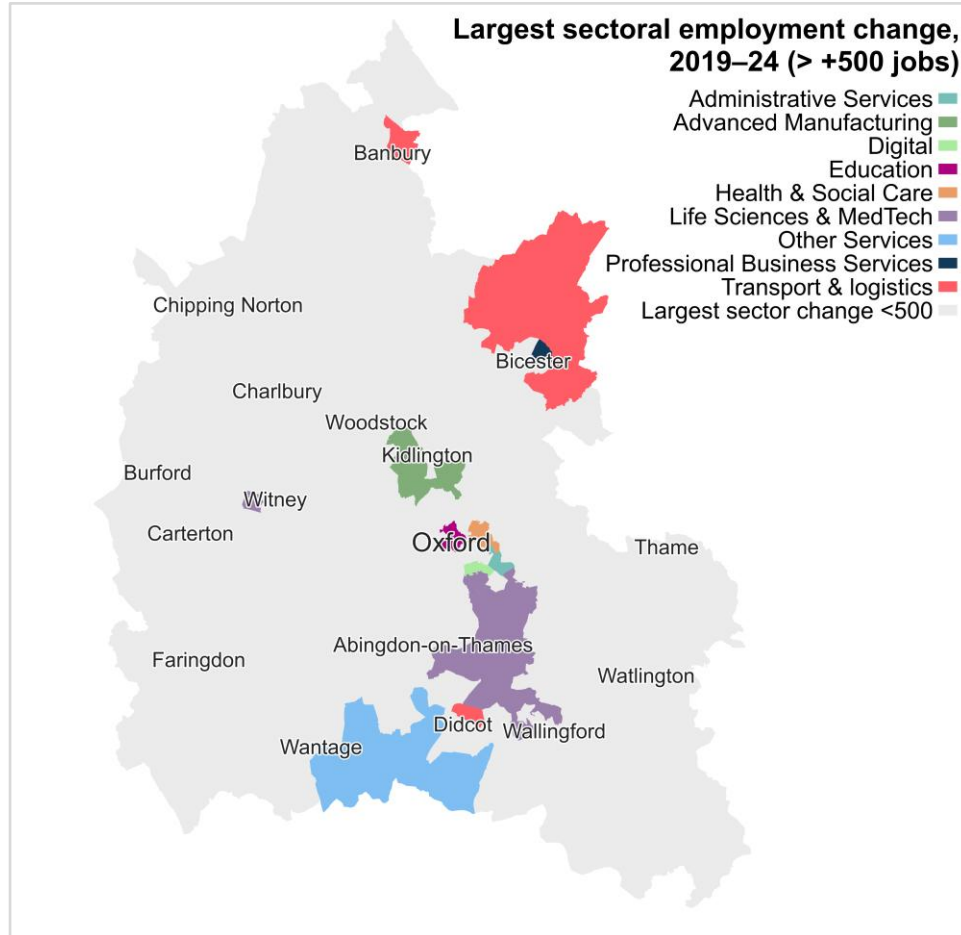 Largest sectoral employment change,
2019–24 (> +500 jobs)
Administrative Services
Advanced Manufacturing
Digital
Education
Health & Social Care
Life Sciences & MedTech
Other Services
Professional Business Services
Transport & logistics
Largest sector change <500
Banbury
Chipping Norton
Bicester
Charlbury
Woodstock
Kidlington
Burford
Witney
Carterton
Oxford
Thame
Abingdon-on-Thames
Faringdon
Watlington
Didcot
Wallingford
Wantage